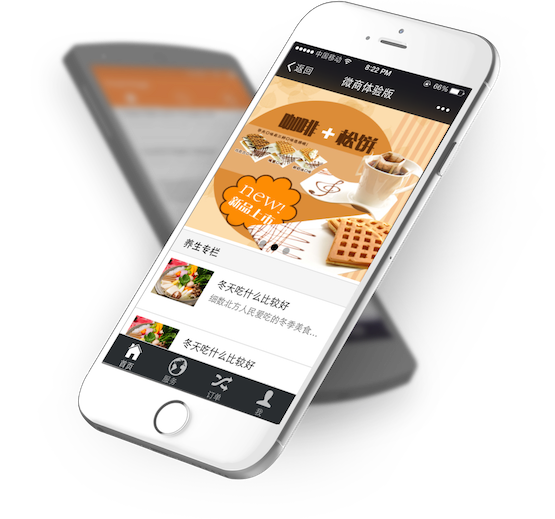 中国移动
8:22 PM
66%
返回
微商体验版
咖啡 + 松饼
new!
新品上市
养生专栏
冬天吃什么比较好
细数北方人民爱吃的冬季美食...
冬天吃什么比较好
首页
服务
订单
我